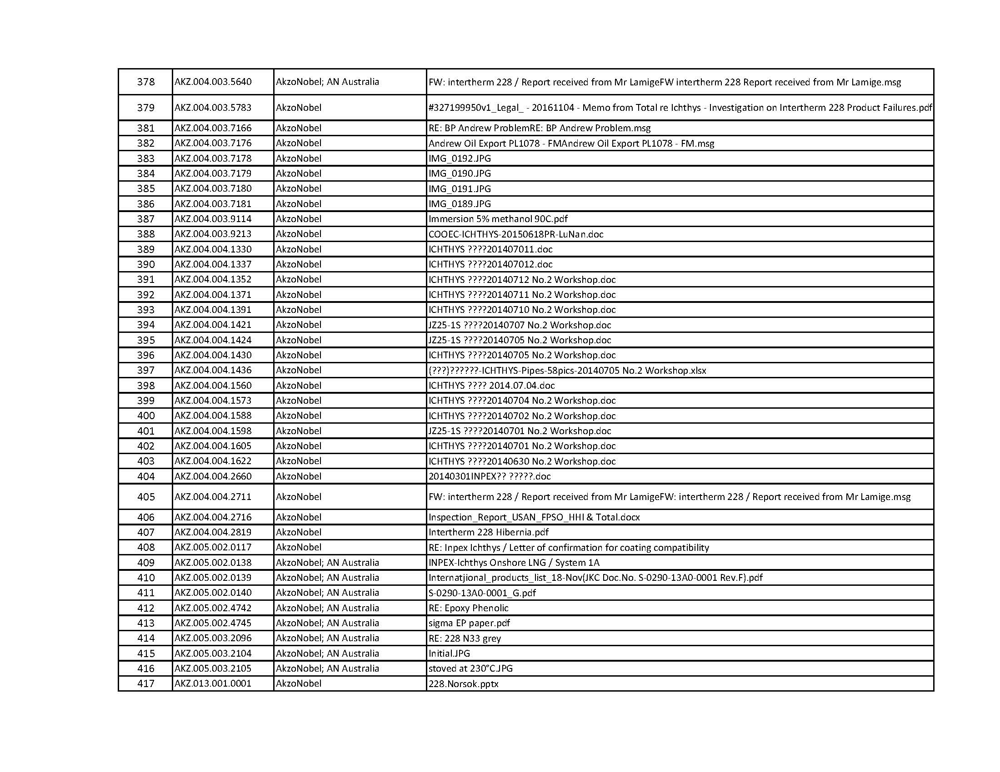 378 AKZ.004.003.5640 AkzoNobel; AN Australia FW: intertherm 228 / Report received from Mr LamigeFW intertherm 228 Report received from Mr Lamige.msg
379 AKZ.004.003.5783 AkzoNobel #327199950v1_Legal_ - 20161104 - Memo from Total re Ichthys - Investigation on Intertherm 228 Product Failures.pdf
381 AKZ.004.003.7166 AkzoNobel RE: BP Andrew ProblemRE: BP Andrew Problem.msg
382 AKZ.004.003.7176 AkzoNobel Andrew Oil Export PL1078 - FMAndrew Oil Export PL1078 - FM.msg
383 AKZ.004.003.7178 AkzoNobel IMG_0192.JPG
384 AKZ.004.003.7179 AkzoNobel IMG_0190.JPG
385 AKZ.004.003.7180 AkzoNobel IMG_0191.JPG
386 AKZ.004.003.7181 AkzoNobel IMG_0189.JPG
387 AKZ.004.003.9114 AkzoNobel Immersion 5% methanol 90C.pdf
388 AKZ.004.003.9213 AkzoNobel COOEC-ICHTHYS-20150618PR-LuNan.doc
389 AKZ.004.004.1330 AkzoNobel ICHTHYS ????201407011.doc
390 AKZ.004.004.1337 AkzoNobel ICHTHYS ????201407012.doc
391 AKZ.004.004.1352 AkzoNobel ICHTHYS ????20140712 No.2 Workshop.doc
392 AKZ.004.004.1371 AkzoNobel ICHTHYS ????20140711 No.2 Workshop.doc
393 AKZ.004.004.1391 AkzoNobel ICHTHYS ????20140710 No.2 Workshop.doc
394 AKZ.004.004.1421 AkzoNobel JZ25-1S ????20140707 No.2 Workshop.doc
395 AKZ.004.004.1424 AkzoNobel JZ25-1S ????20140705 No.2 Workshop.doc
396 AKZ.004.004.1430 AkzoNobel ICHTHYS ????20140705 No.2 Workshop.doc
397 AKZ.004.004.1436 AkzoNobel (???)??????-ICHTHYS-Pipes-58pics-20140705 No.2 Workshop.xlsx
398 AKZ.004.004.1560 AkzoNobel ICHTHYS ???? 2014.07.04.doc
399 AKZ.004.004.1573 AkzoNobel ICHTHYS ????20140704 No.2 Workshop.doc
400 AKZ.004.004.1588 AkzoNobel ICHTHYS ????20140702 No.2 Workshop.doc
401 AKZ.004.004.1598 AkzoNobel JZ25-1S ????20140701 No.2 Workshop.doc
402 AKZ.004.004.1605 AkzoNobel ICHTHYS ????20140701 No.2 Workshop.doc
403 AKZ.004.004.1622 AkzoNobel ICHTHYS ????20140630 No.2 Workshop.doc
404 AKZ.004.004.2660 AkzoNobel 20140301INPEX?? ?????.doc
405 AKZ.004.004.2711 AkzoNobel FW: intertherm 228 / Report received from Mr LamigeFW: intertherm 228 / Report received from Mr Lamige.msg
406 AKZ.004.004.2716 AkzoNobel Inspection_Report_USAN_FPSO_HHI & Total.docx
407 AKZ.004.004.2819 AkzoNobel Intertherm 228 Hibernia.pdf
408 AKZ.005.002.0117 AkzoNobel RE: Inpex Ichthys / Letter of confirmation for coating compatibility
409 AKZ.005.002.0138 AkzoNobel; AN Australia INPEX-Ichthys Onshore LNG / System 1A
410 AKZ.005.002.0139 AkzoNobel; AN Australia Internatjional_products_list_18-Nov(JKC Doc.No. S-0290-13A0-0001 Rev.F).pdf
411 AKZ.005.002.0140 AkzoNobel; AN Australia S-0290-13A0-0001_G.pdf
412 AKZ.005.002.4742 AkzoNobel; AN Australia RE: Epoxy Phenolic
413 AKZ.005.002.4745 AkzoNobel; AN Australia sigma EP paper.pdf
414 AKZ.005.003.2096 AkzoNobel; AN Australia RE: 228 N33 grey
415 AKZ.005.003.2104 AkzoNobel; AN Australia Initial.JPG
416 AKZ.005.003.2105 AkzoNobel; AN Australia stoved at 230°C.JPG
417 AKZ.013.001.0001 AkzoNobel 228.Norsok.pptx